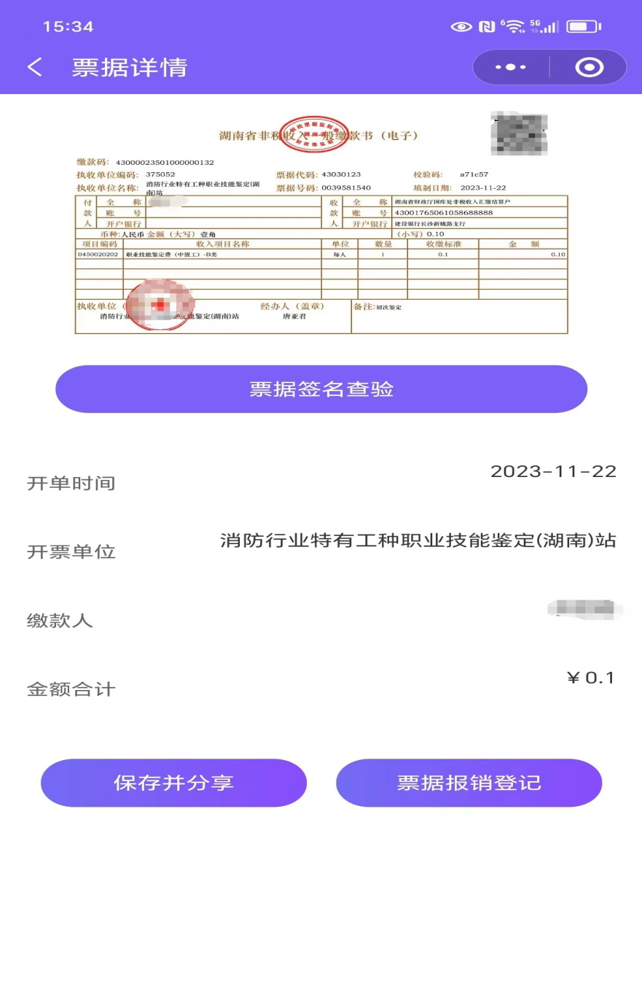 15:34
6 5G
票据详情
湖南省非税收入一般缴款书（电子）
缴款码: 43000023501000000132
执收单位编码: 375052 票据代码: 43030123 校验码: a71c57
执收单位名称: 消防行业特有工种职业技能鉴定(湖南)站 票据号码: 0039581540 填制日期: 2023-11-22
付款人 全称 收款人 全称 湖南省财政厅国库处非税收入汇缴结算户
账号 账号 43001765061058688888
开户银行 开户银行 建设银行长沙新姚路支行
币种:人民币 金额（大写）壹角 （小写）0.10
项目编码 收入项目名称 单位 数量 收缴标准 金额
0450020202 职业技能鉴定费（中级工）-B类 每人 1 0.1 0.10
执收单位 经办人（盖章） 备注:初次鉴定
消防行业 技能鉴定(湖南)站 唐亚君
票据签名查验
开单时间 2023-11-22
开票单位 消防行业特有工种职业技能鉴定(湖南)站
缴款人
金额合计 ¥0.1
保存并分享 票据报销登记